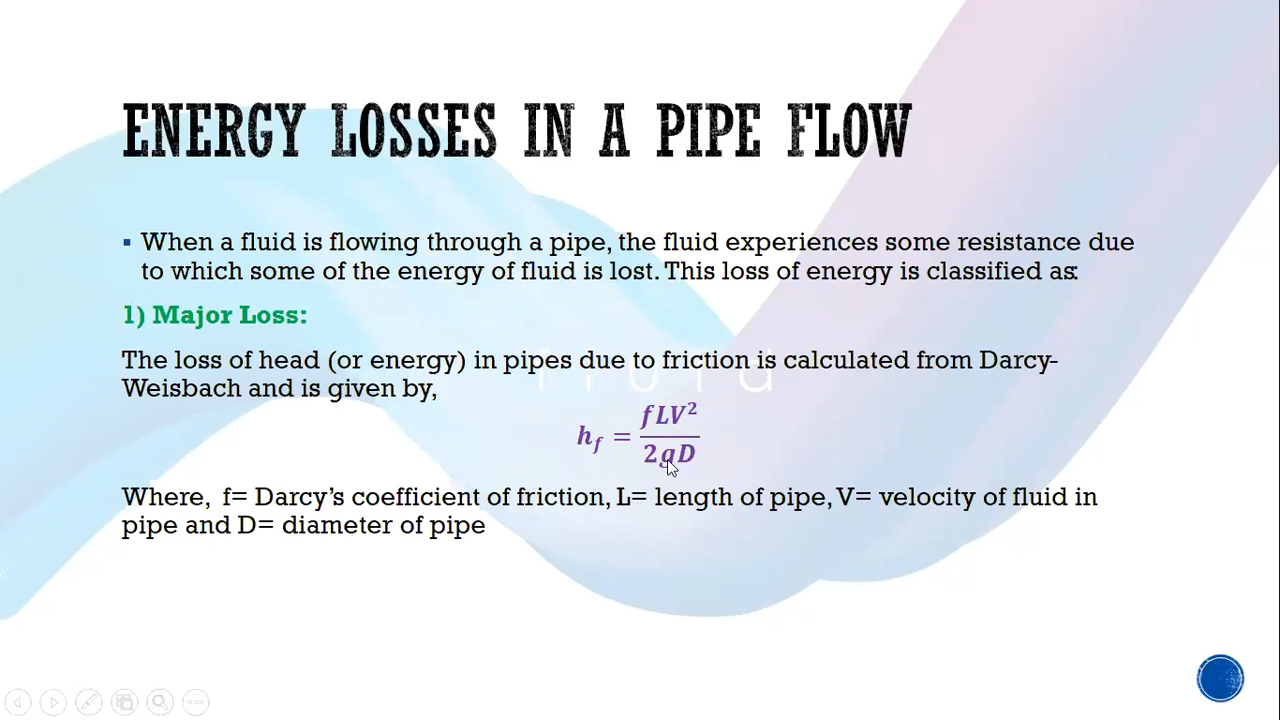 ENERGY LOSSES IN A PIPE FLOW
▪ When a fluid is flowing through a pipe, the fluid experiences some resistance due
to which some of the energy of fluid is lost. This loss of energy is classified as:
1) Major Loss:
The loss of head (or energy) in pipes due to friction is calculated from Darcy-
Weisbach and is given by,
fluid
h_f = fLV²/2gD
Where, f= Darcy's coefficient of friction, L= length of pipe, V= velocity of fluid in
pipe and D= diameter of pipe